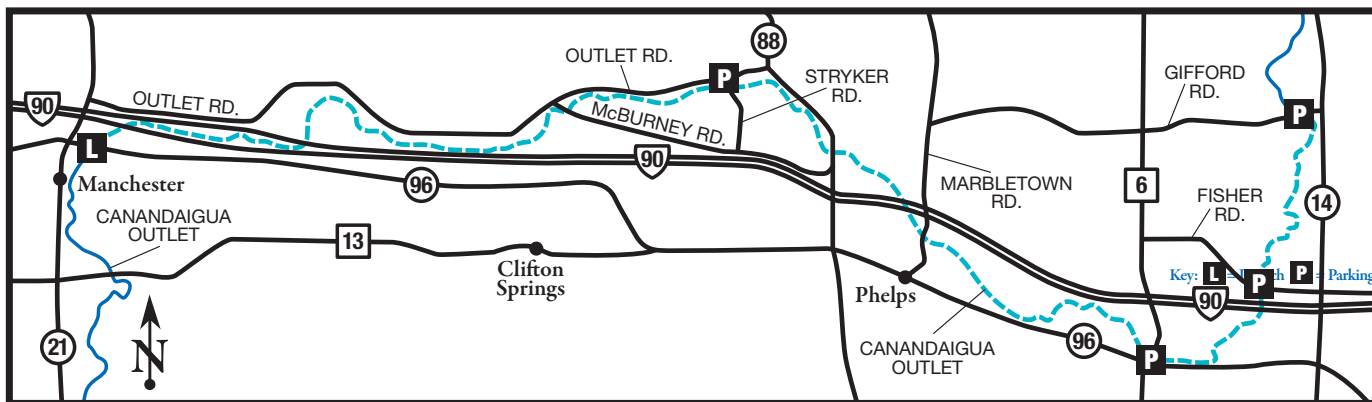 88
OUTLET RD.
P
STRYKER
RD.
GIFFORD
RD.
90
OUTLET RD.
McBURNEY RD.
P
L
90
Manchester
96
MARBLETOWN
RD.
6
FISHER
RD.
14
CANANDAIGUA
OUTLET
13
Clifton
Springs
Key: L = P P = Parking
Phelps
90
N
21
CANANDAIGUA
OUTLET
96
P